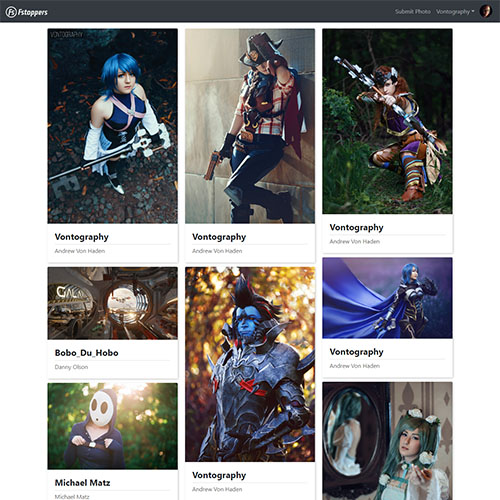 Fstoppers
Submit Photo
Vontography
VONTOGRAPHY
Vontography
Andrew Von Haden
Vontography
Andrew Von Haden
Vontography
Andrew Von Haden
Bobo_Du_Hobo
Danny Olson
Vontography
Andrew Von Haden
Michael Matz
Michael Matz
Vontography
Andrew Von Haden